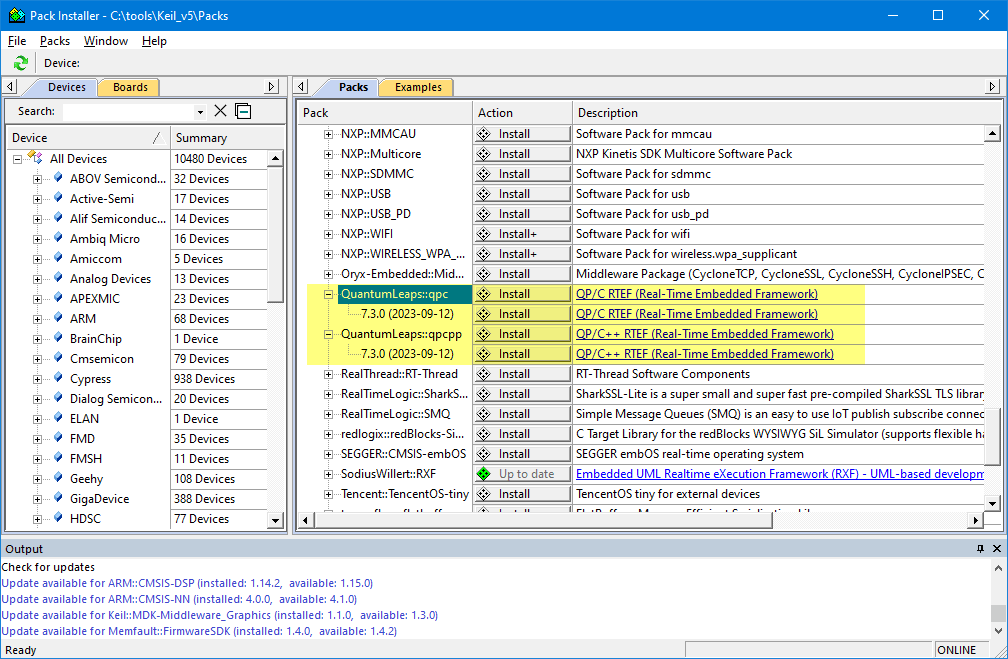 Pack Installer - C:\tools\Keil_v5\Packs
File Packs Window Help
Device:
Devices Boards
Search:
Device Summary
All Devices 10480 Devices
ABOV Semicond... 32 Devices
Active-Semi 17 Devices
Alif Semiconduc... 14 Devices
Ambiq Micro 16 Devices
Amiccom 5 Devices
Analog Devices 13 Devices
APEXMIC 23 Devices
ARM 68 Devices
BrainChip 1 Device
Cmsemicon 79 Devices
Cypress 938 Devices
Dialog Semicon... 20 Devices
ELAN 1 Device
FMD 35 Devices
FMSH 11 Devices
Geehy 108 Devices
GigaDevice 388 Devices
HDSC 77 Devices
Packs Examples
Pack Action Description
NXP::MMCAU Install Software Pack for mmcau
NXP::Multicore Install NXP Kinetis SDK Multicore Software Pack
NXP::SDMMC Install Software Pack for sdmmc
NXP::USB Install Software Pack for usb
NXP::USB_PD Install Software Pack for usb_pd
NXP::WIFI Install+ Software Pack for wifi
NXP::WIRELESS_WPA_... Install+ Software Pack for wireless.wpa_supplicant
Oryx-Embedded::Mid... Install Middleware Package (CycloneTCP, CycloneSSL, CycloneSSH, CycloneIPSEC, C
QuantumLeaps::qpc Install QP/C RTEF (Real-Time Embedded Framework)
7.3.0 (2023-09-12) Install QP/C RTEF (Real-Time Embedded Framework)
QuantumLeaps::qpcpp Install QP/C++ RTEF (Real-Time Embedded Framework)
7.3.0 (2023-09-12) Install QP/C++ RTEF (Real-Time Embedded Framework)
RealThread::RT-Thread Install RT-Thread Software Components
RealTimeLogic::SharkS... Install SharkSSL-Lite is a super small and super fast pre-compiled SharkSSL TLS library
RealTimeLogic::SMQ Install Simple Message Queues (SMQ) is an easy to use IoT publish subscribe connec
redlogix::redBlocks-Si... Install C Target Library for the redBlocks WYSIWYG SiL Simulator (supports flexible ha
SEGGER::CMSIS-embOS Install SEGGER embOS real-time operating system
SodiusWillert::RXF Up to date Embedded UML Realtime eXecution Framework (RXF) - UML-based developm
Tencent::TencentOS-tiny Install TencentOS tiny for external devices
Output
Check for updates
Update available for ARM::CMSIS-DSP (installed: 1.14.2, available: 1.15.0)
Update available for ARM::CMSIS-NN (installed: 4.0.0, available: 4.1.0)
Update available for Keil::MDK-Middleware_Graphics (installed: 1.1.0, available: 1.3.0)
Update available for Memfault::FirmwareSDK (installed: 1.4.0, available: 1.4.2)
Ready ONLINE